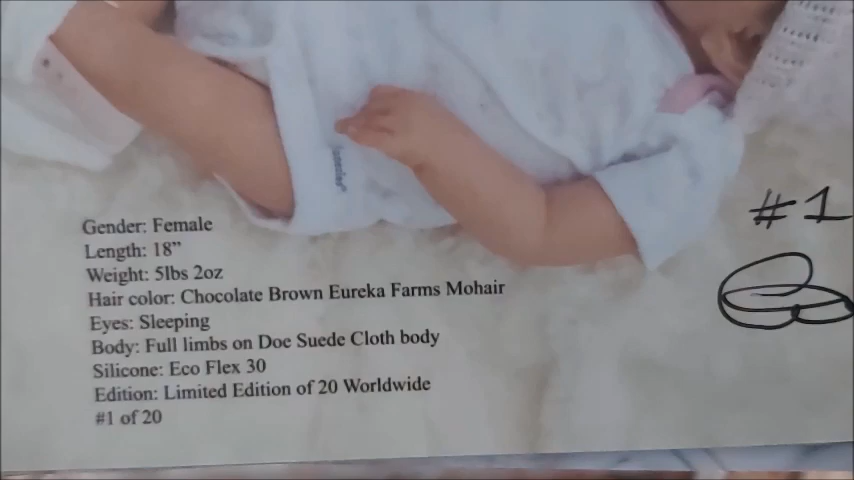 Gender: Female
Length: 18”
Weight: 5lbs 2oz
Hair color: Chocolate Brown Eureka Farms Mohair
Eyes: Sleeping
Body: Full limbs on Doe Suede Cloth body
Silicone: Eco Flex 30
Edition: Limited Edition of 20 Worldwide
#1 of 20
#1